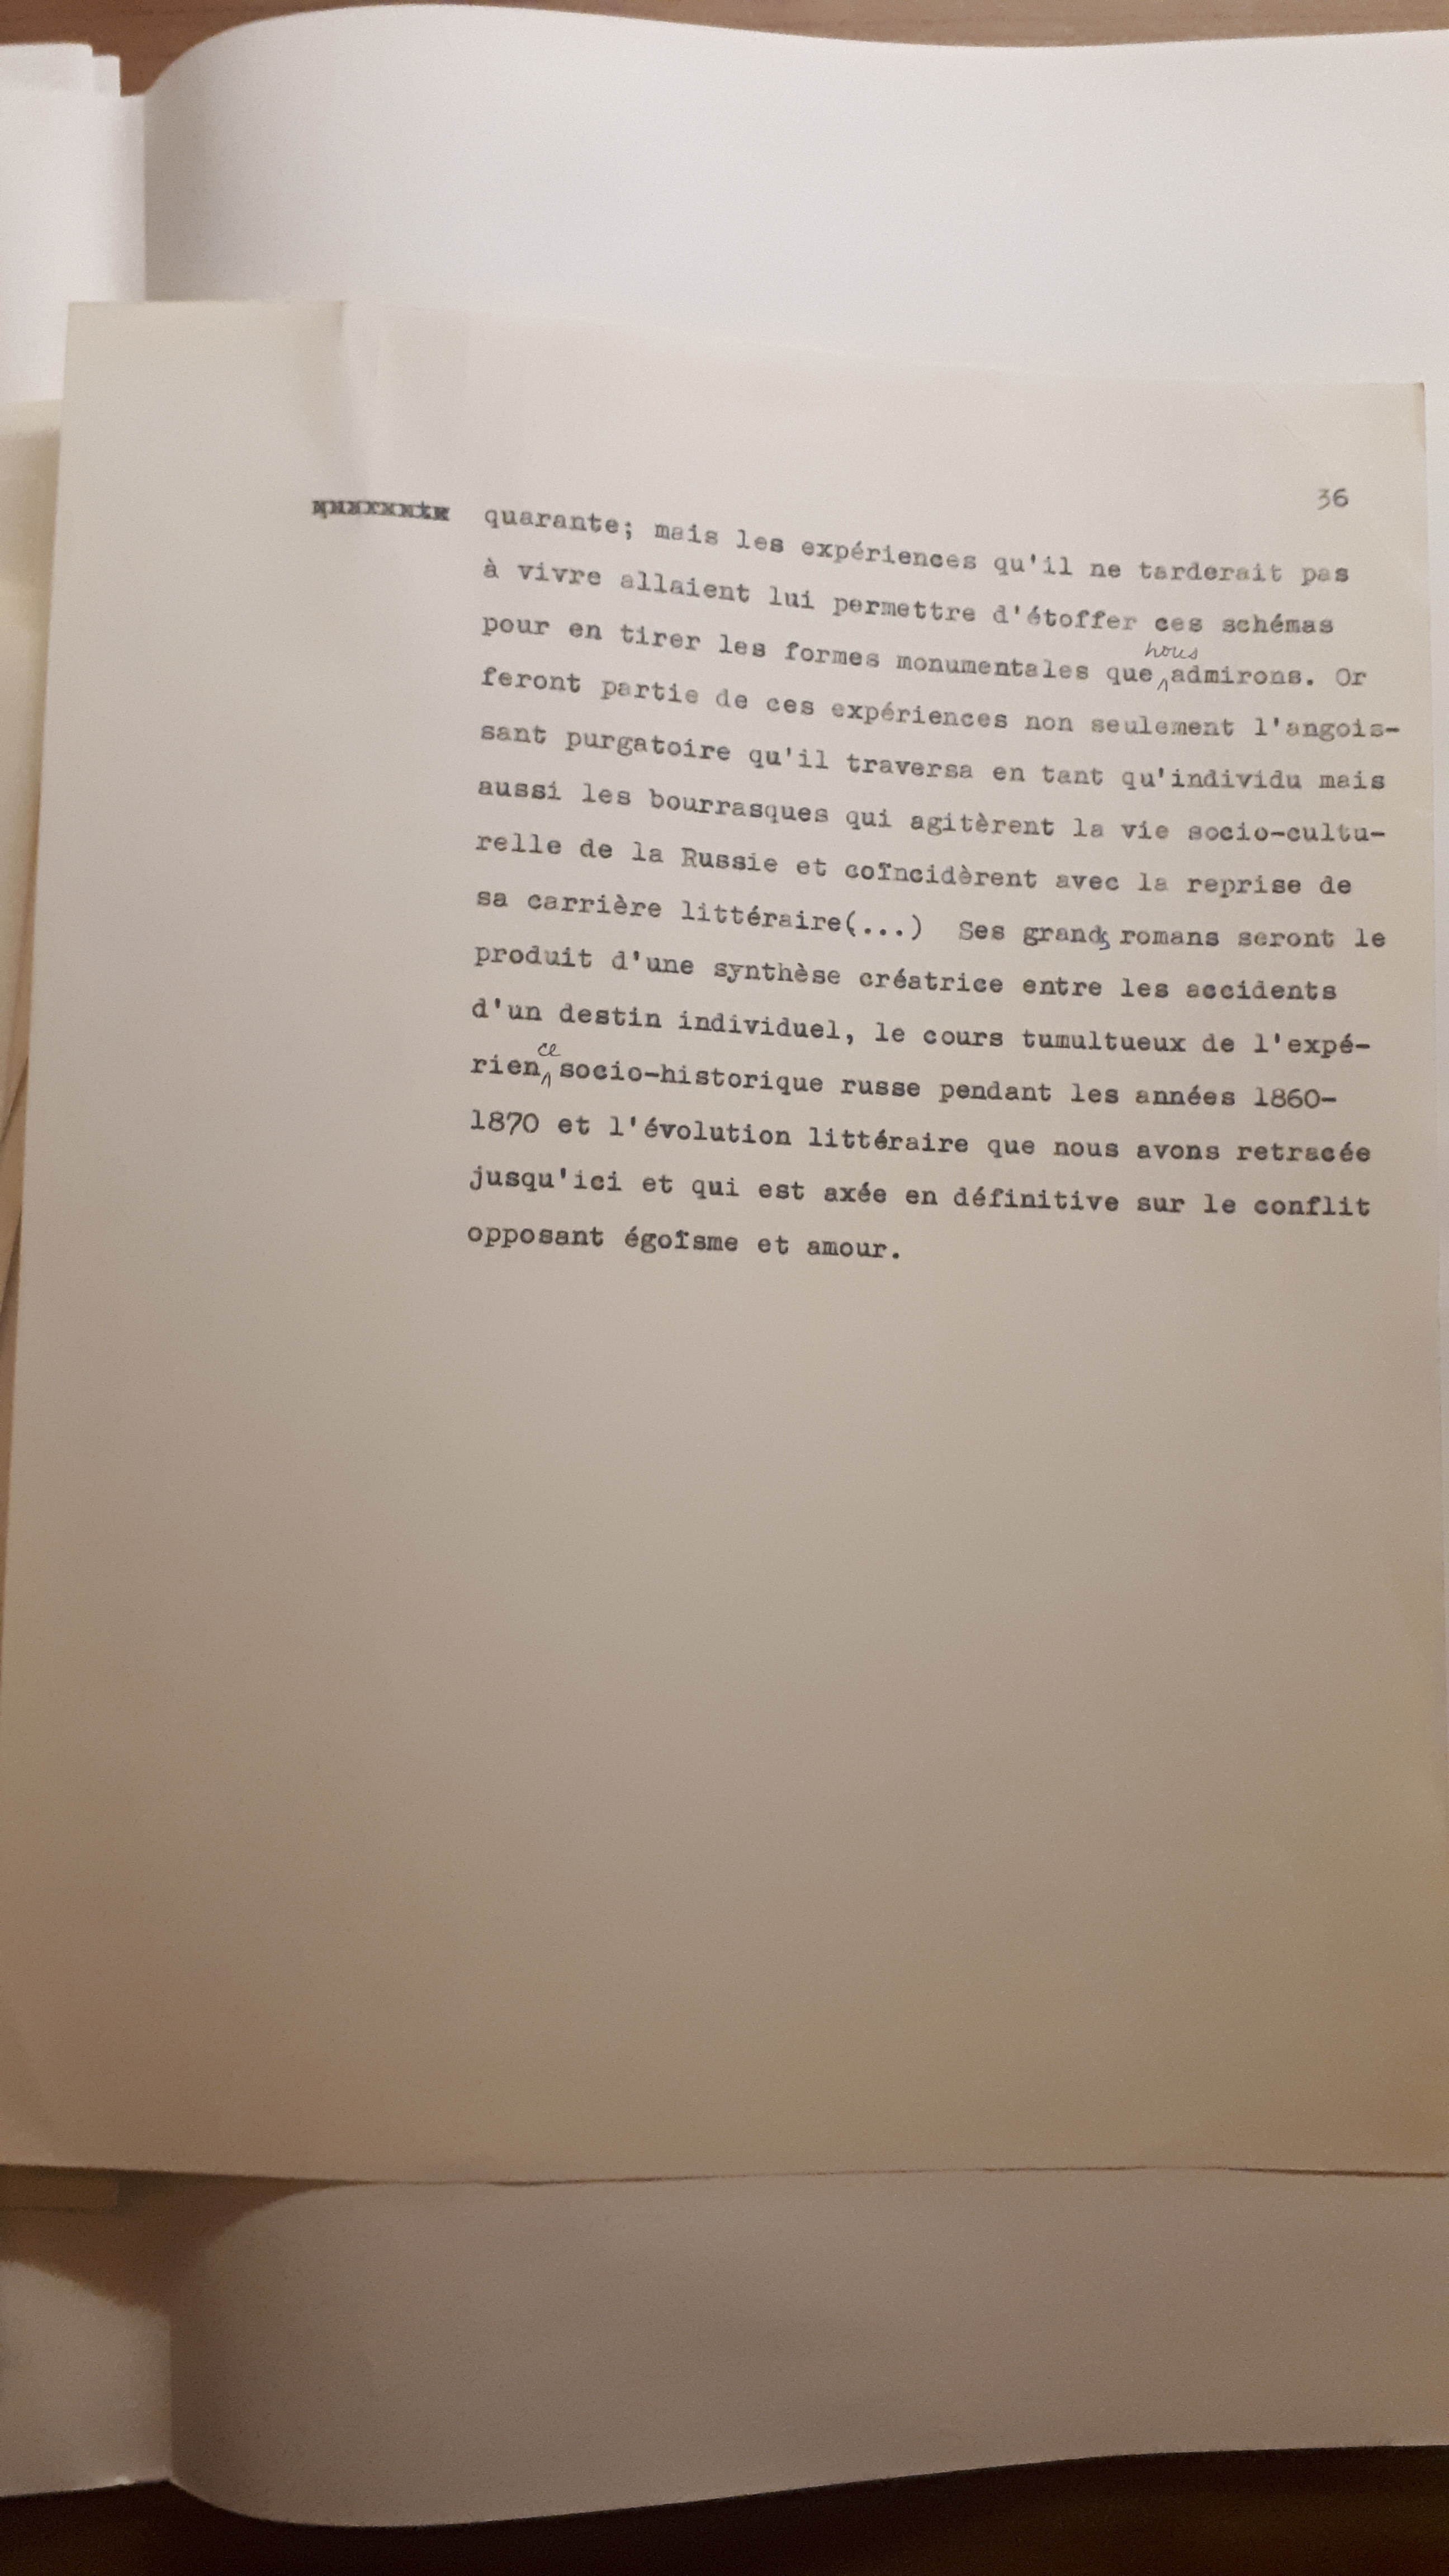 36
quarante; mais les expériences qu'il ne tarderait pas
à vivre allaient lui permettre d'étoffer ces schémas
pour en tirer les formes monumentales que nous admirons. Or
feront partie de ces expériences non seulement l'angois-
sant purgatoire qu'il traversa en tant qu'individu mais
aussi les bourrasques qui agitèrent la vie socio-cultu-
relle de la Russie et coïncidèrent avec la reprise de
sa carrière littéraire(...) Ses grands romans seront le
produit d'une synthèse créatrice entre les accidents
d'un destin individuel, le cours tumultueux de l'expé-
rience socio-historique russe pendant les années 1860-
1870 et l'évolution littéraire que nous avons retracée
jusqu'ici et qui est axée en définitive sur le conflit
opposant égoïsme et amour.